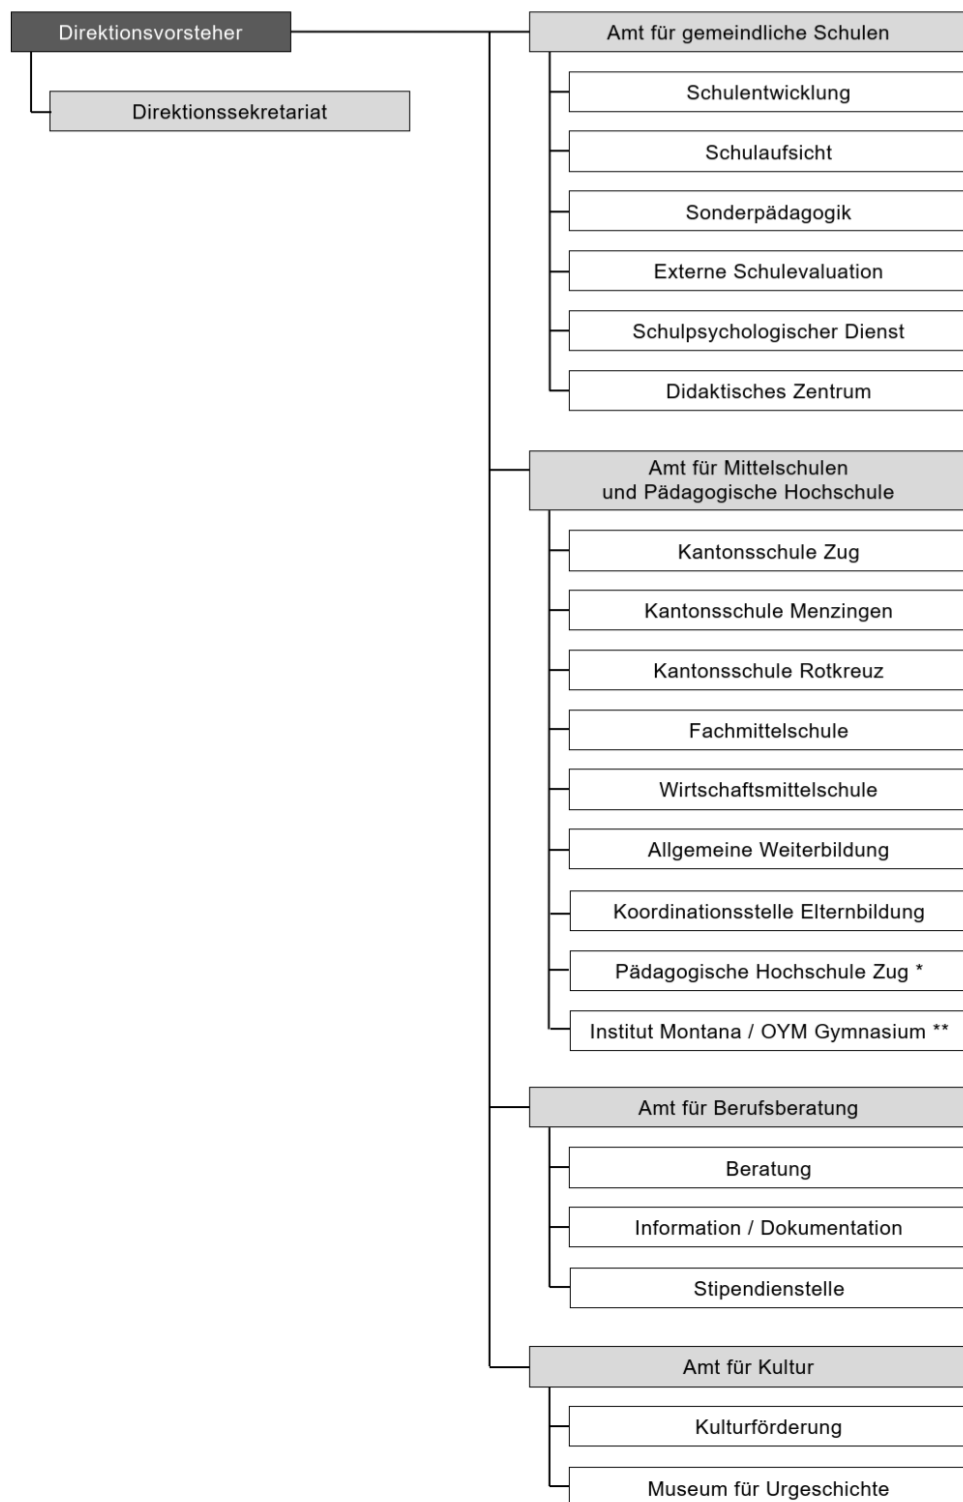 Direktionsvorsteher
Direktionssekretariat
Amt für gemeindliche Schulen
Schulentwicklung
Schulaufsicht
Sonderpädagogik
Externe Schulevaluation
Schulpsychologischer Dienst
Didaktisches Zentrum
Amt für Mittelschulen
und Pädagogische Hochschule
Kantonsschule Zug
Kantonsschule Menzingen
Kantonsschule Rotkreuz
Fachmittelschule
Wirtschaftsmittelschule
Allgemeine Weiterbildung
Koordinationsstelle Elternbildung
Pädagogische Hochschule Zug *
Institut Montana / OYM Gymnasium **
Amt für Berufsberatung
Beratung
Information / Dokumentation
Stipendienstelle
Amt für Kultur
Kulturförderung
Museum für Urgeschichte